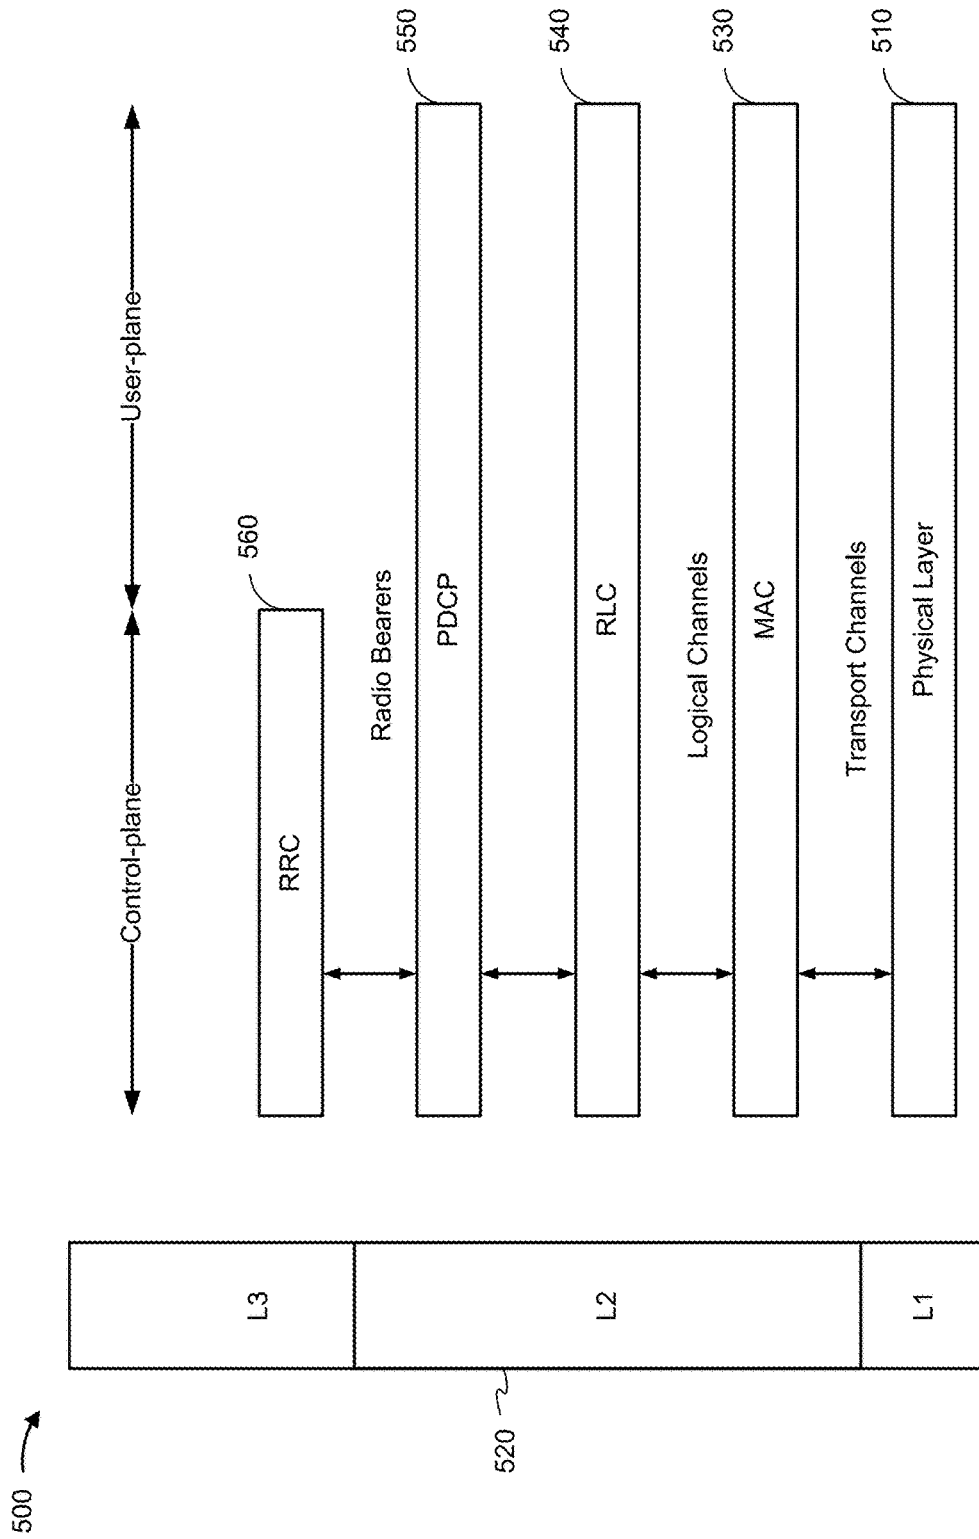 500
Control-plane
User-plane
L3
RRC
560
Radio Bearers
520
L2
PDCP
550
RLC
540
Logical Channels
MAC
530
Transport Channels
L1
Physical Layer
510